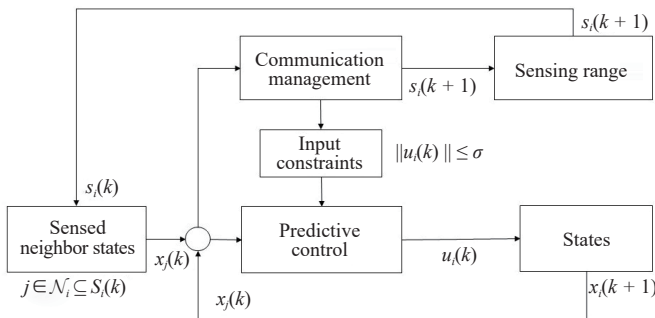 s_i(k + 1)
Communication
management
s_i(k + 1)
Sensing range
Input
constraints
||u_i(k) || ≤ σ
s_i(k)
Sensed
neighbor states
x_j(k)
Predictive
control
u_i(k)
States
j ∈ 𝒩_i ⊆ S_i(k)
x_j(k)
x_i(k + 1)